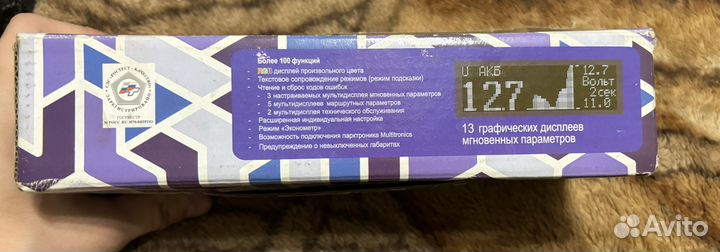 Более 100 функций
RGB дисплей произвольного цвета
Текстовое сопровождение режимов (режим подсказки)
Чтение и сброс кодов ошибок
- 3 настраиваемых мультидисплея мгновенных параметров
- 5 мультидисплеев маршрутных параметров
- 2 мультидисплея технического обслуживания
Расширенная индивидуальная настройка
Режим «Эконометр»
Возможность подключения парктроника Multitronics
Предупреждение о невыключенных габаритах
U АКБ
12.7
12.7
Вольт
2сек
11.0
13 графических дисплеев
мгновенных параметров
ГОСТИСТР
Avito